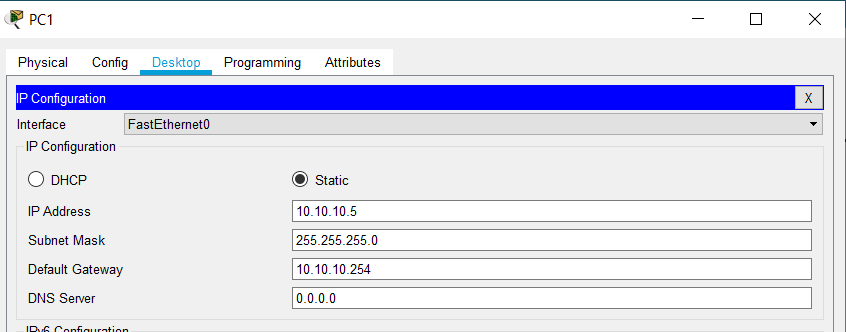 PC1
Physical Config Desktop Programming Attributes
IP Configuration X
Interface FastEthernet0
IP Configuration
DHCP Static
IP Address 10.10.10.5
Subnet Mask 255.255.255.0
Default Gateway 10.10.10.254
DNS Server 0.0.0.0
IPv6 Configuration